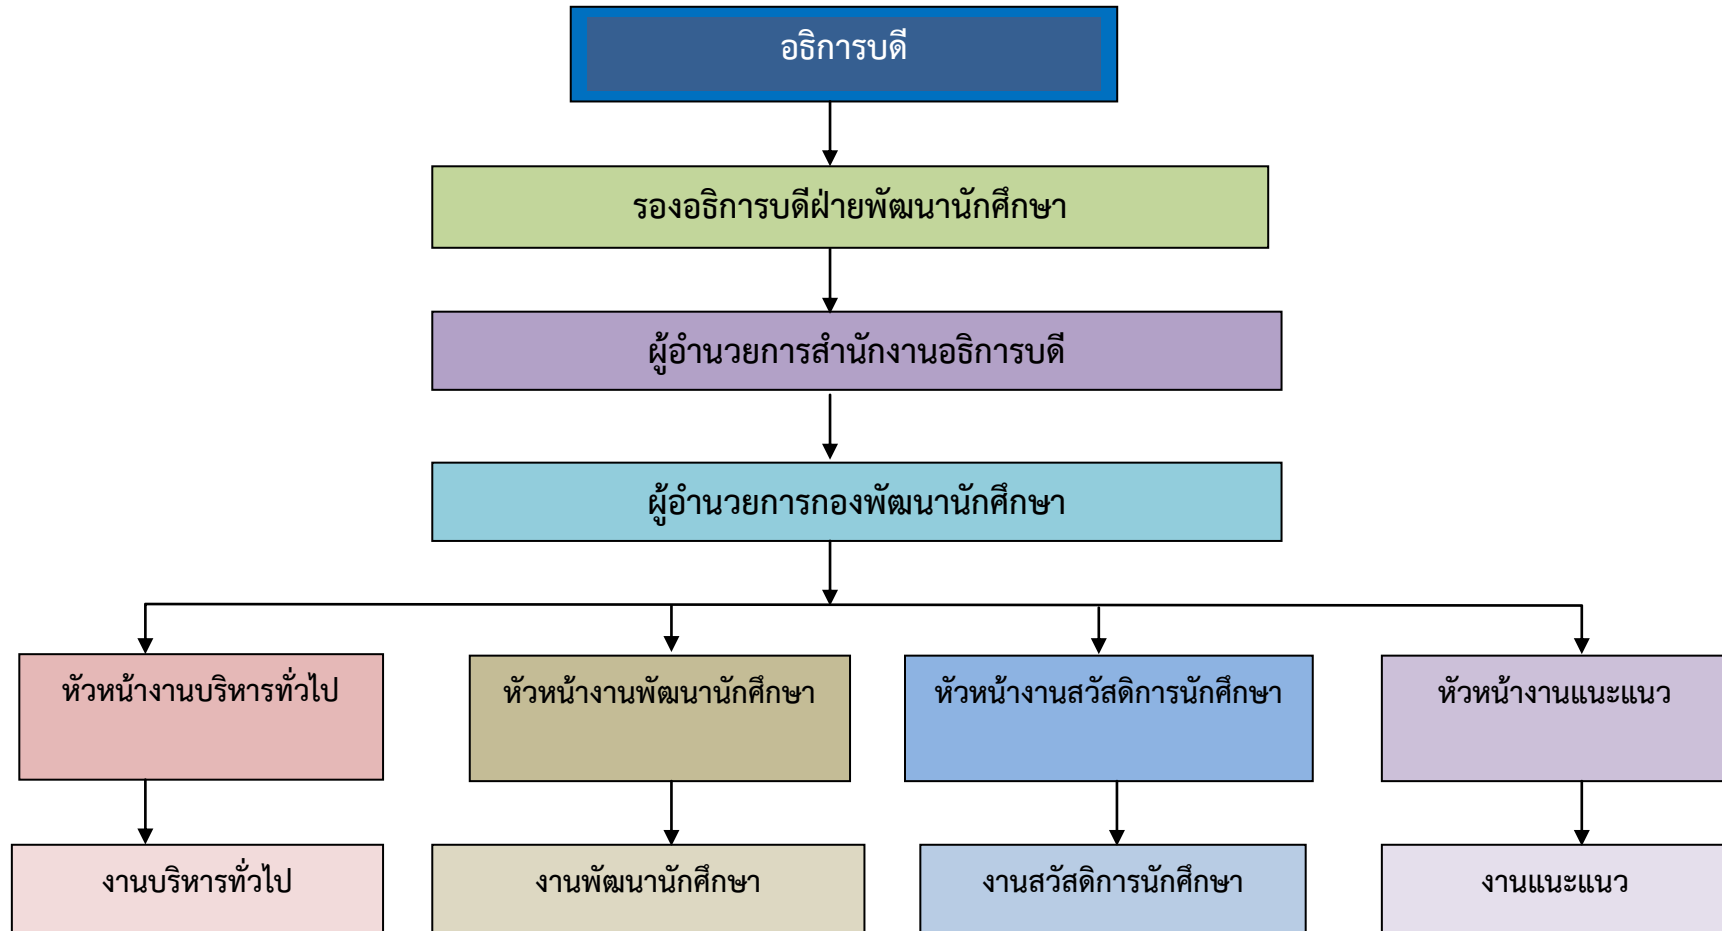 อธิการบดี
รองอธิการบดีฝ่ายพัฒนานักศึกษา
ผู้อำนวยการสำนักงานอธิการบดี
ผู้อำนวยการกองพัฒนานักศึกษา
หัวหน้างานบริหารทั่วไป
หัวหน้างานพัฒนานักศึกษา
หัวหน้างานสวัสดิการนักศึกษา
หัวหน้างานแนะแนว
งานบริหารทั่วไป
งานพัฒนานักศึกษา
งานสวัสดิการนักศึกษา
งานแนะแนว